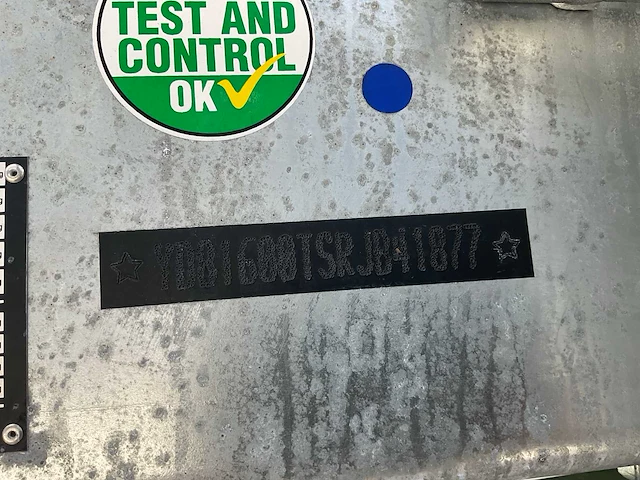 TEST AND
CONTROL
OK
☆YDB1600TSRJB41877☆